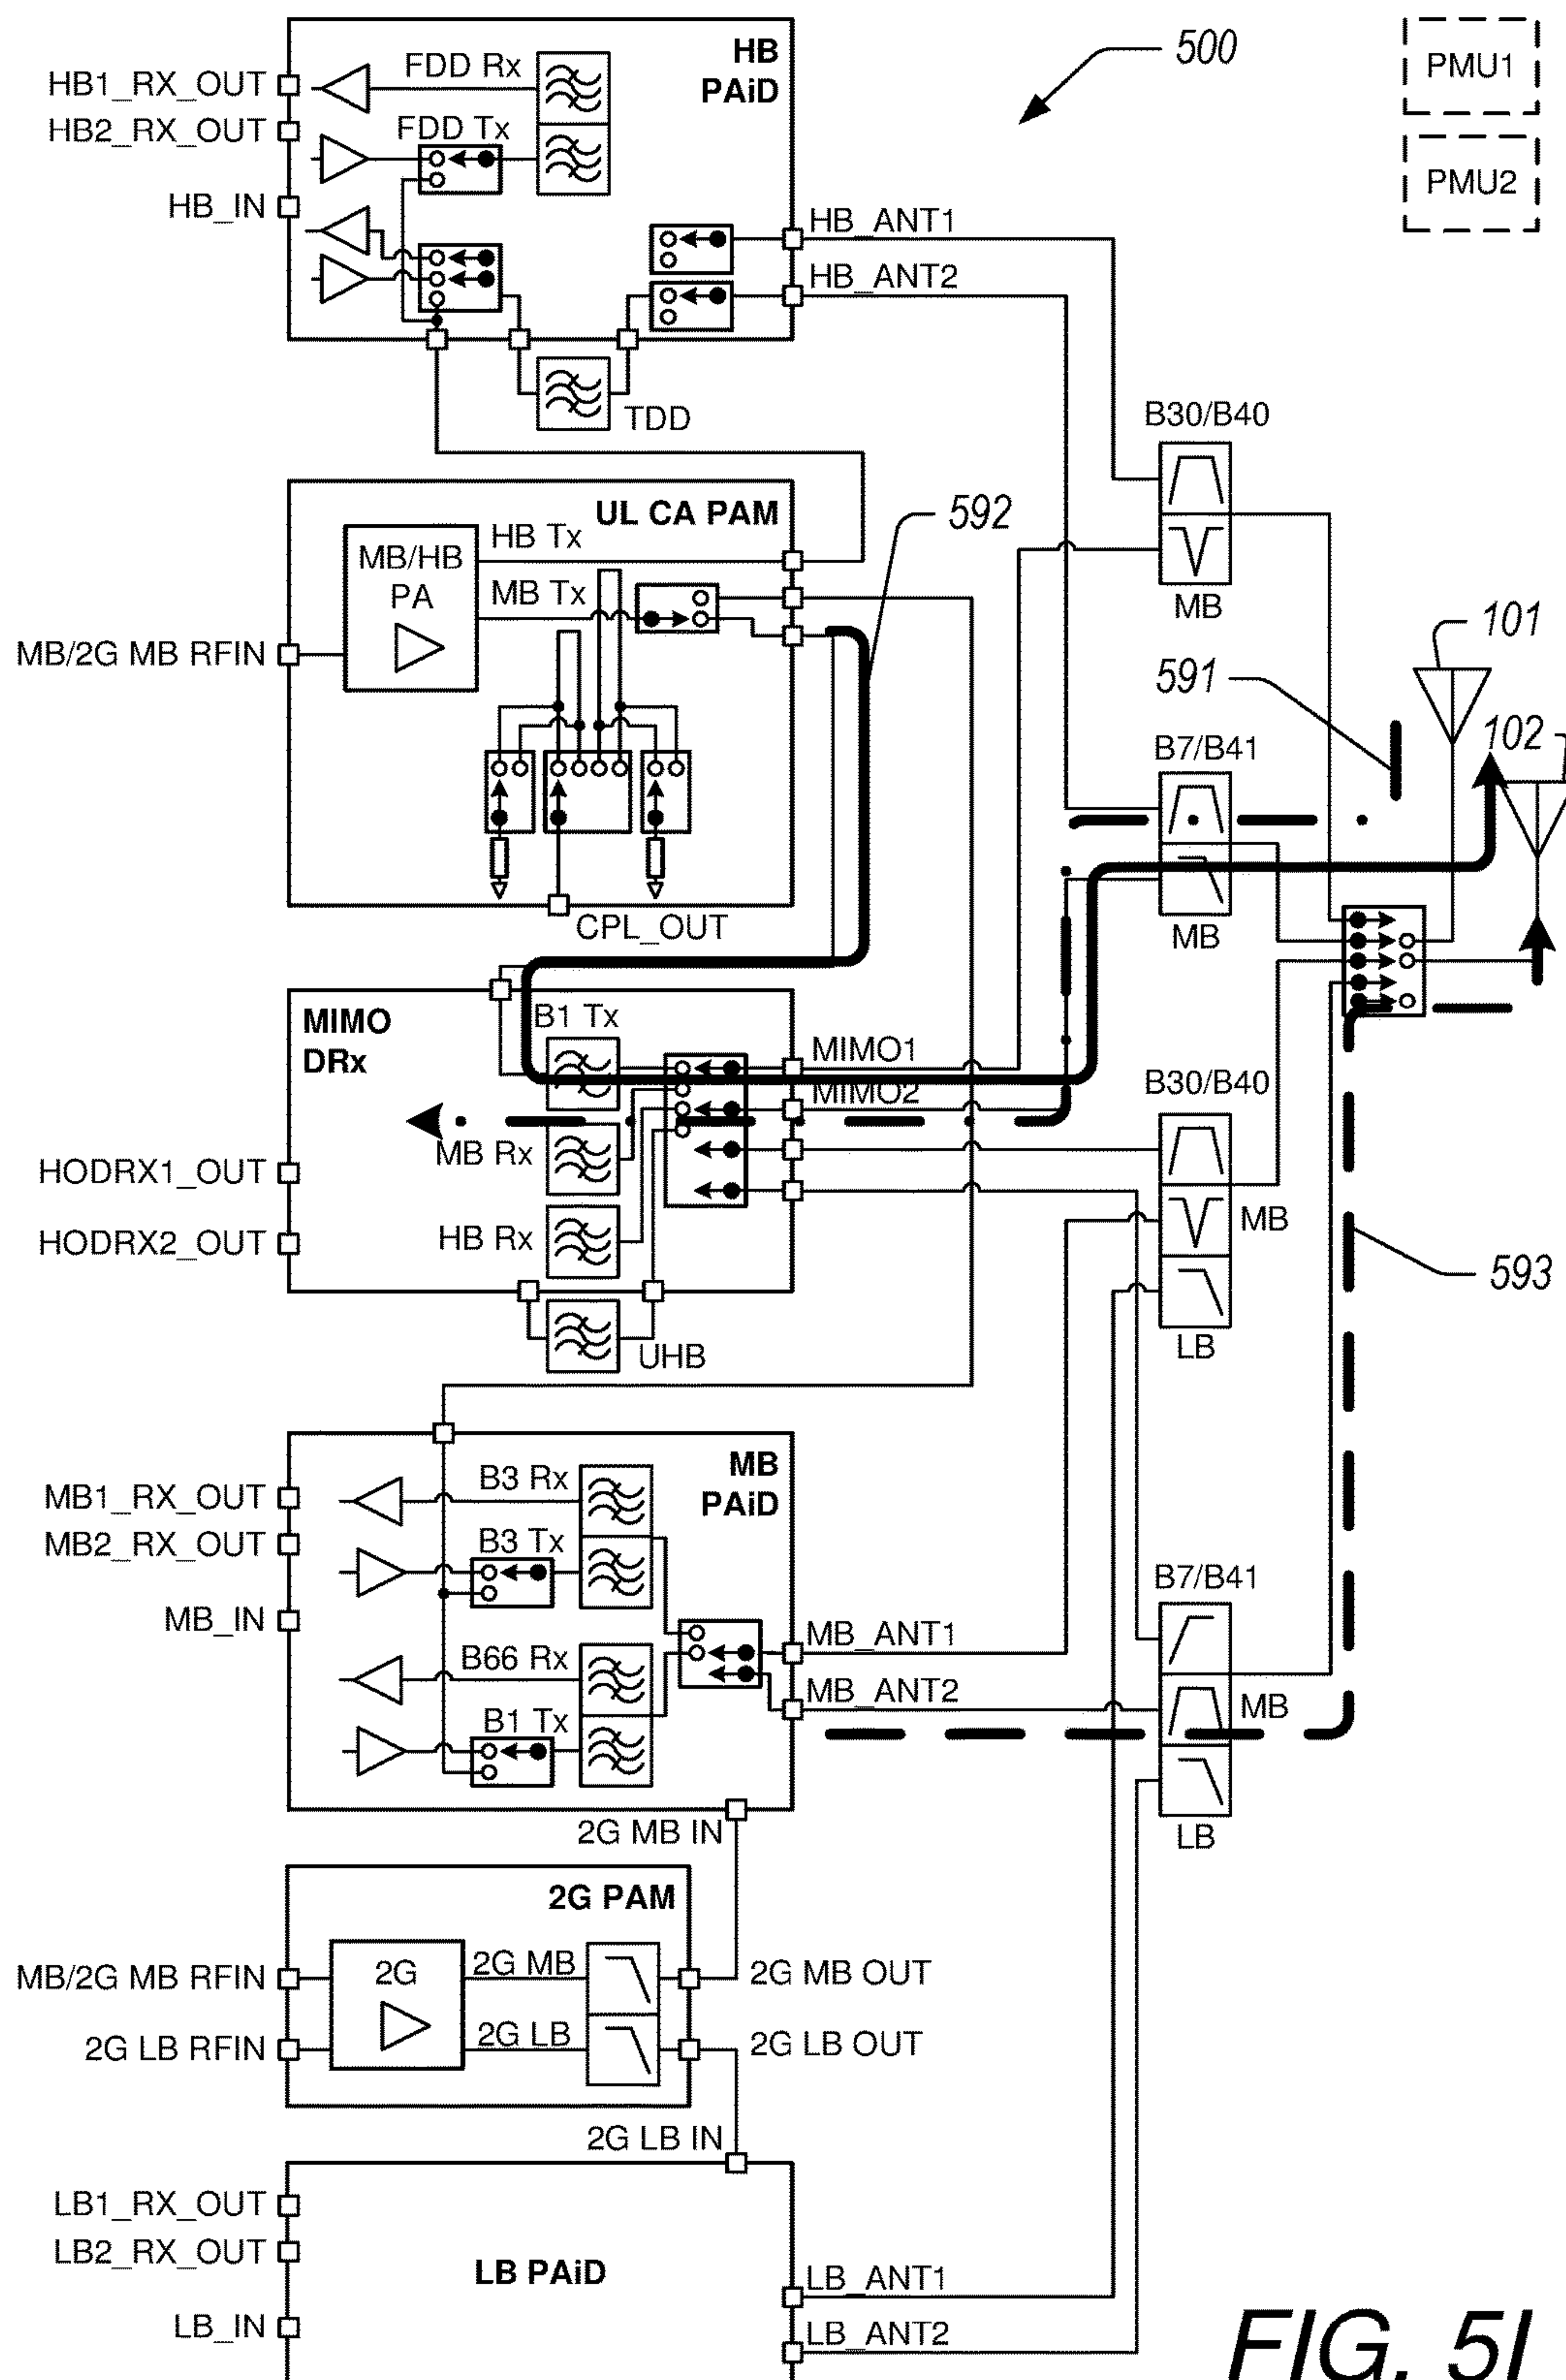 HB
PAiD
FDD Rx
FDD Tx
HB1_RX_OUT
HB2_RX_OUT
HB_IN
HB_ANT1
HB_ANT2
TDD
500
PMU1
PMU2
UL CA PAM
MB/HB
PA
HB Tx
MB Tx
MB/2G MB RFIN
CPL_OUT
592
B30/B40
MB
591
101
102
B7/B41
MB
MIMO
DRx
B1 Tx
MIMO1
MIMO2
MB Rx
HB Rx
HODRX1_OUT
HODRX2_OUT
UHB
B30/B40
MB
LB
593
MB
PAiD
B3 Rx
B3 Tx
B66 Rx
B1 Tx
MB1_RX_OUT
MB2_RX_OUT
MB_IN
MB_ANT1
MB_ANT2
B7/B41
MB
LB
2G MB IN
2G PAM
2G
2G MB
2G LB
MB/2G MB RFIN
2G LB RFIN
2G MB OUT
2G LB OUT
2G LB IN
LB1_RX_OUT
LB2_RX_OUT
LB_IN
LB PAiD
LB_ANT1
LB_ANT2
FIG. 5I